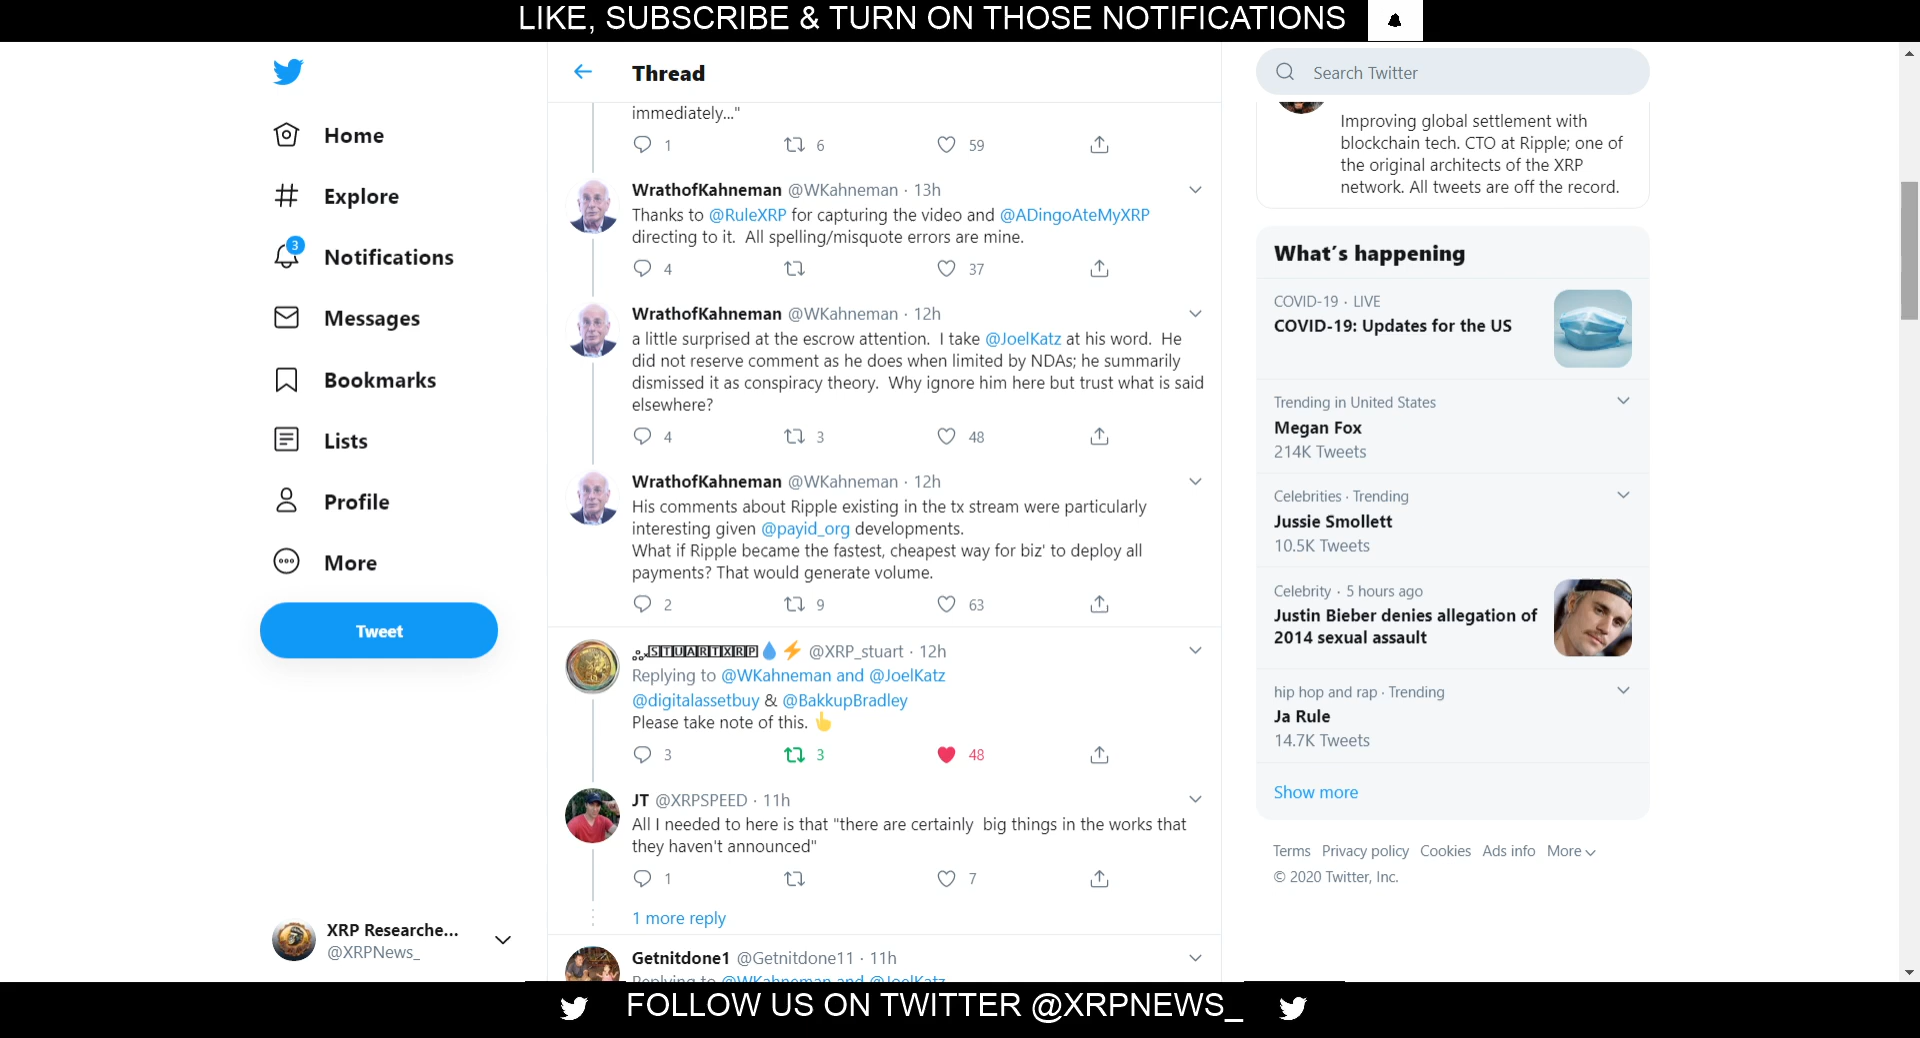 LIKE, SUBSCRIBE & TURN ON THOSE NOTIFICATIONS
Home
Explore
3
Notifications
Messages
Bookmarks
Lists
Profile
More
Tweet
XRP Researche...
@XRPNews_
Thread
immediately..."
1 6 59
WrathofKahneman @WKahneman · 13h
Thanks to @RuleXRP for capturing the video and @ADingoAteMyXRP
directing to it. All spelling/misquote errors are mine.
4 37
WrathofKahneman @WKahneman · 12h
a little surprised at the escrow attention. I take @JoelKatz at his word. He
did not reserve comment as he does when limited by NDAs; he summarily
dismissed it as conspiracy theory. Why ignore him here but trust what is said
elsewhere?
4 3 48
WrathofKahneman @WKahneman · 12h
His comments about Ripple existing in the tx stream were particularly
interesting given @payid_org developments.
What if Ripple became the fastest, cheapest way for biz' to deploy all
payments? That would generate volume.
2 9 63
🅂🅃🅄🄰🅁🅃🅇🅁🄿💧⚡ @XRP_stuart · 12h
Replying to @WKahneman and @JoelKatz
@digitalassetbuy & @BakkupBradley
Please take note of this. 👆
3 3 48
JT @XRPSPEED · 11h
All I needed to here is that "there are certainly big things in the works that
they haven't announced"
1 7
1 more reply
Getnitdone1 @Getnitdone11 · 11h
Replying to @WKahneman and @JoelKatz
Search Twitter
Improving global settlement with
blockchain tech. CTO at Ripple; one of
the original architects of the XRP
network. All tweets are off the record.
What's happening
COVID-19 · LIVE
COVID-19: Updates for the US
Trending in United States
Megan Fox
214K Tweets
Celebrities · Trending
Jussie Smollett
10.5K Tweets
Celebrity · 5 hours ago
Justin Bieber denies allegation of
2014 sexual assault
hip hop and rap · Trending
Ja Rule
14.7K Tweets
Show more
Terms Privacy policy Cookies Ads info More
© 2020 Twitter, Inc.
FOLLOW US ON TWITTER @XRPNEWS_